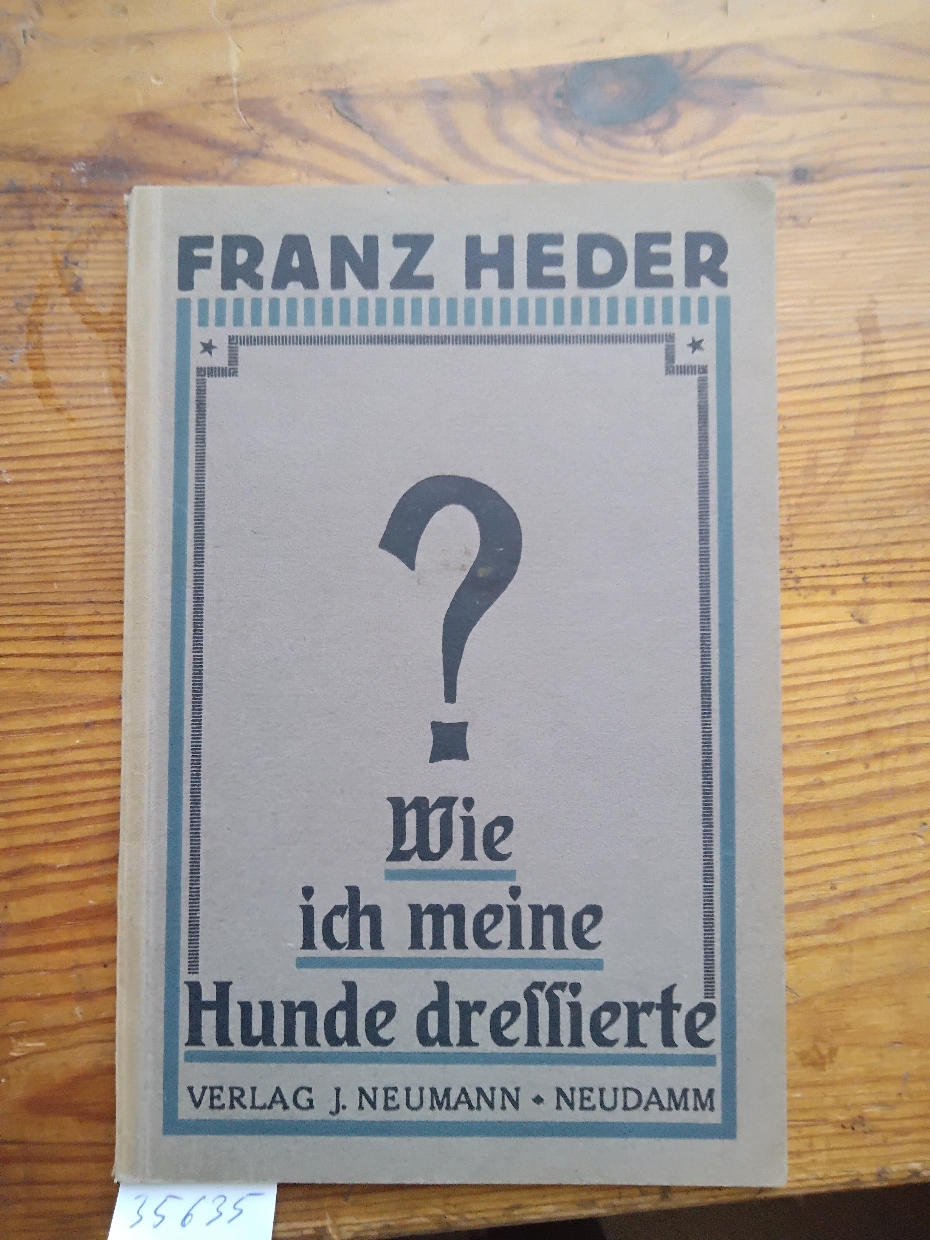 FRANZ HEDER
?
Wie
ich meine
Hunde dreſſierte
VERLAG J. NEUMANN • NEUDAMM
35635